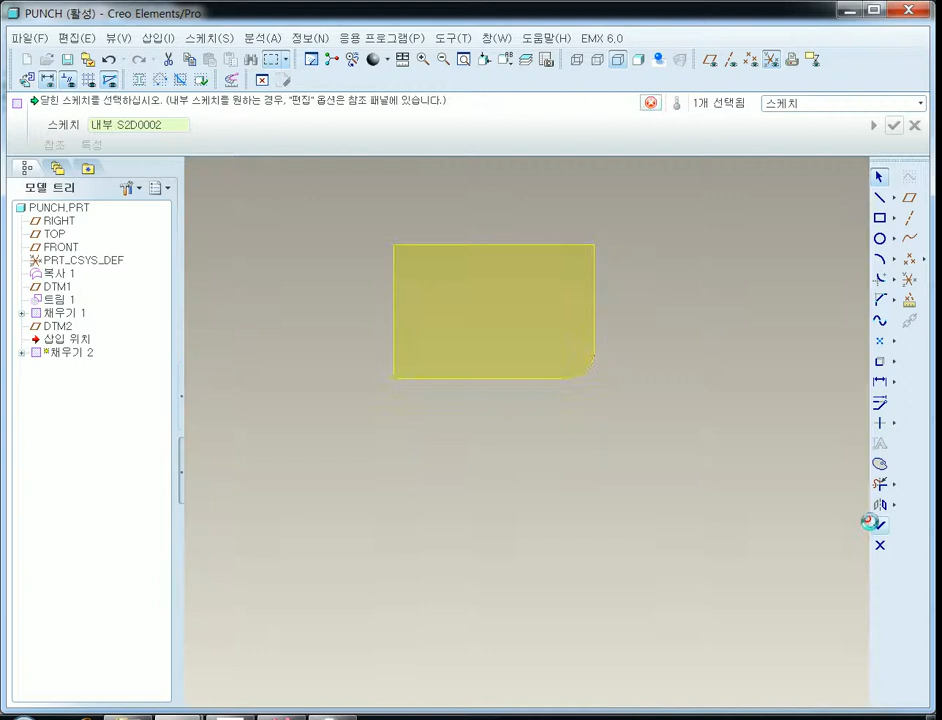 PUNCH (활성) - Creo Elements/Pro
파일(F) 편집(E) 뷰(V) 삽입(I) 스케치(S) 분석(A) 정보(N) 응용 프로그램(P) 도구(T) 창(W) 도움말(H) EMX 6.0
닫힌 스케치를 선택하십시오. (내부 스케치를 원하는 경우, "편집" 옵션은 참조 패널에 있습니다.)
1개 선택됨
스케치
스케치 내부 S2D0002
참조 특성
모델 트리
PUNCH.PRT
RIGHT
TOP
FRONT
PRT_CSYS_DEF
복사 1
DTM1
트림 1
채우기 1
DTM2
삽입 위치
채우기 2